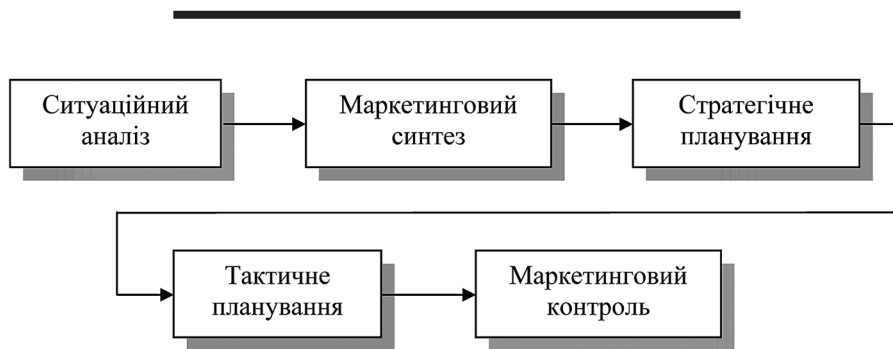 Ситуаційний
аналіз
Маркетинговий
синтез
Стратегічне
планування
Тактичне
планування
Маркетинговий
контроль